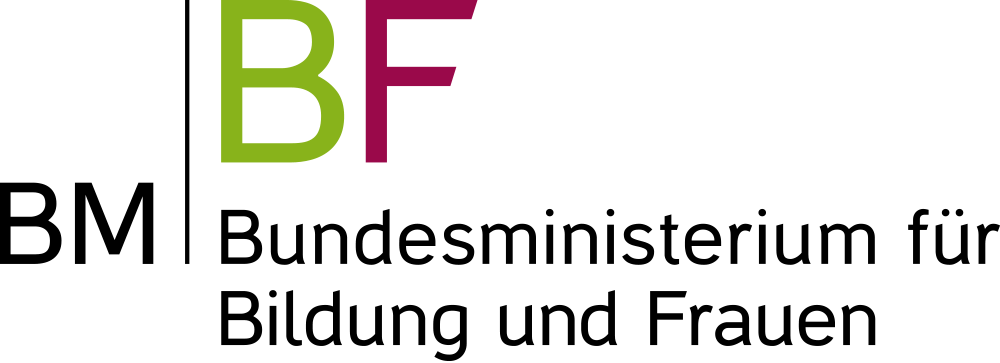 BM
BF
Bundesministerium für
Bildung und Frauen